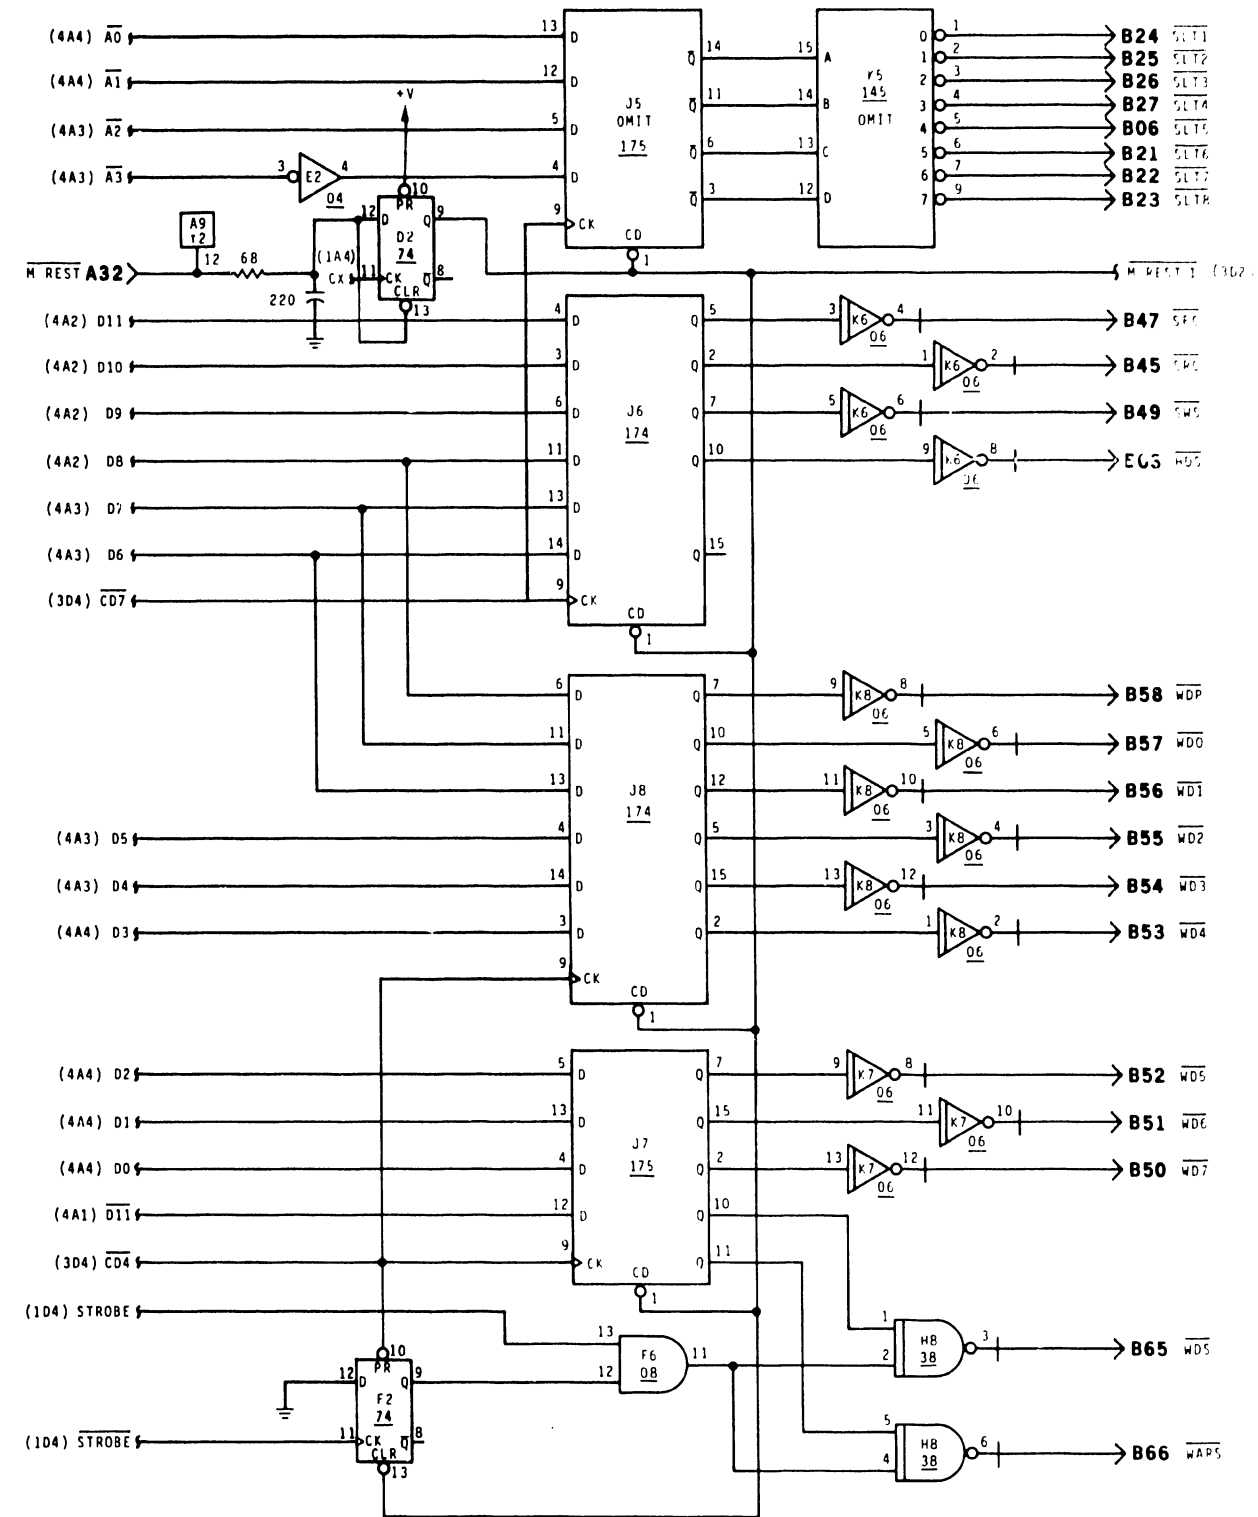 (4A4) A0 13 D
(4A4) A1 12 D
(4A3) A2 5 D
(4A3) A3 3 E2 4 04 4 D
9 CK
J5
OMIT
175
CD
1
Q 14
Q 11
Q 6
Q 3
15 A
14 B
13 C
12 D
145
OMIT
0 1 B24 SLT1
1 2 B25 SLT2
2 3 B26 SLT3
3 4 B27 SLT4
4 5 B06 SLT5
5 6 B21 SLT6
6 7 B22 SLT7
7 9 B23 SLT8
+V
10
PR
12 D Q 9
D2
74
(1A4)
CX 11 CK Q 8
CLR
13
A9
12
68
220
M REST A32
M REST 1
(4A2) D11 4 D Q 5 3 K6 4 06 B47
(4A2) D10 3 D Q 2 1 K6 2 06 B45
(4A2) D9 6 D Q 7 5 K6 6 06 B49 SWS
(4A2) D8 11 D Q 10 9 K6 8
(4A3) D7 13 D
(4A3) D6 14 D Q 15
(3D4) CD7 9 CK
J6
174
CD
1
6 D Q 7 9 K8 8 06 B58 WDP
11 D Q 10 5 K8 6 06 B57 WD0
13 D Q 12 11 K8 10 06 B56 WD1
(4A3) D5 4 D Q 5 3 K8 4 06 B55 WD2
(4A3) D4 14 D Q 15 13 K8 12 06 B54 WD3
(4A4) D3 3 D Q 2 1 K8 2 06 B53 WD4
9 CK
J8
174
CD
1
(4A4) D2 5 D Q 7 9 K7 8 06 B52 WD5
(4A4) D1 13 D Q 15 11 K7 10 06 B51 WD6
(4A4) D0 4 D Q 2 13 K7 12 06 B50 WD7
(4A1) D11 12 D Q 10
(3D4) CD4 9 CK Q 11
J7
175
CD
1
(1D4) STROBE
13
12
F6
08
11
1
2
H8
38
3 B65 WDS
10
PR
12 D Q 9
F2
74
(1D4) STROBE 11 CK Q 8
CLR
13
5
4
H8
38
6 B66 WARS